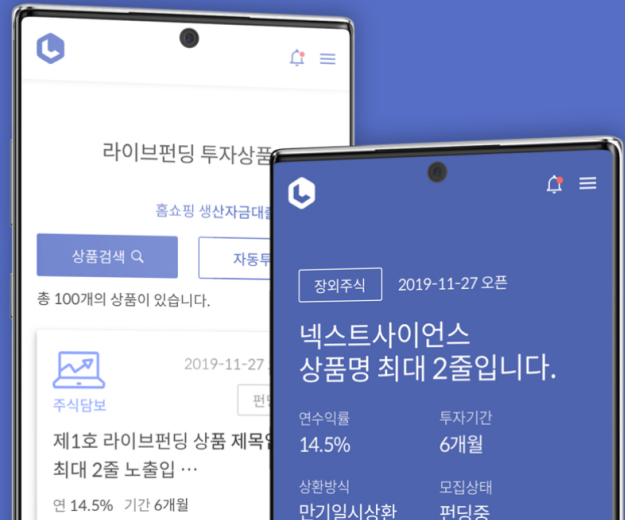 라이브펀딩 투자상품
홈쇼핑 생산자금대출
상품검색
자동투
총 100개의 상품이 있습니다.
2019-11-27
주식담보
펀딩
제1호 라이브펀딩 상품 제목
최대 2줄 노출입 ...
연 14.5% 기간 6개월
장외주식
2019-11-27 오픈
넥스트사이언스
상품명 최대 2줄입니다.
연수익률
투자기간
14.5%
6개월
상환방식
모집상태
만기일시상환
펀딩중